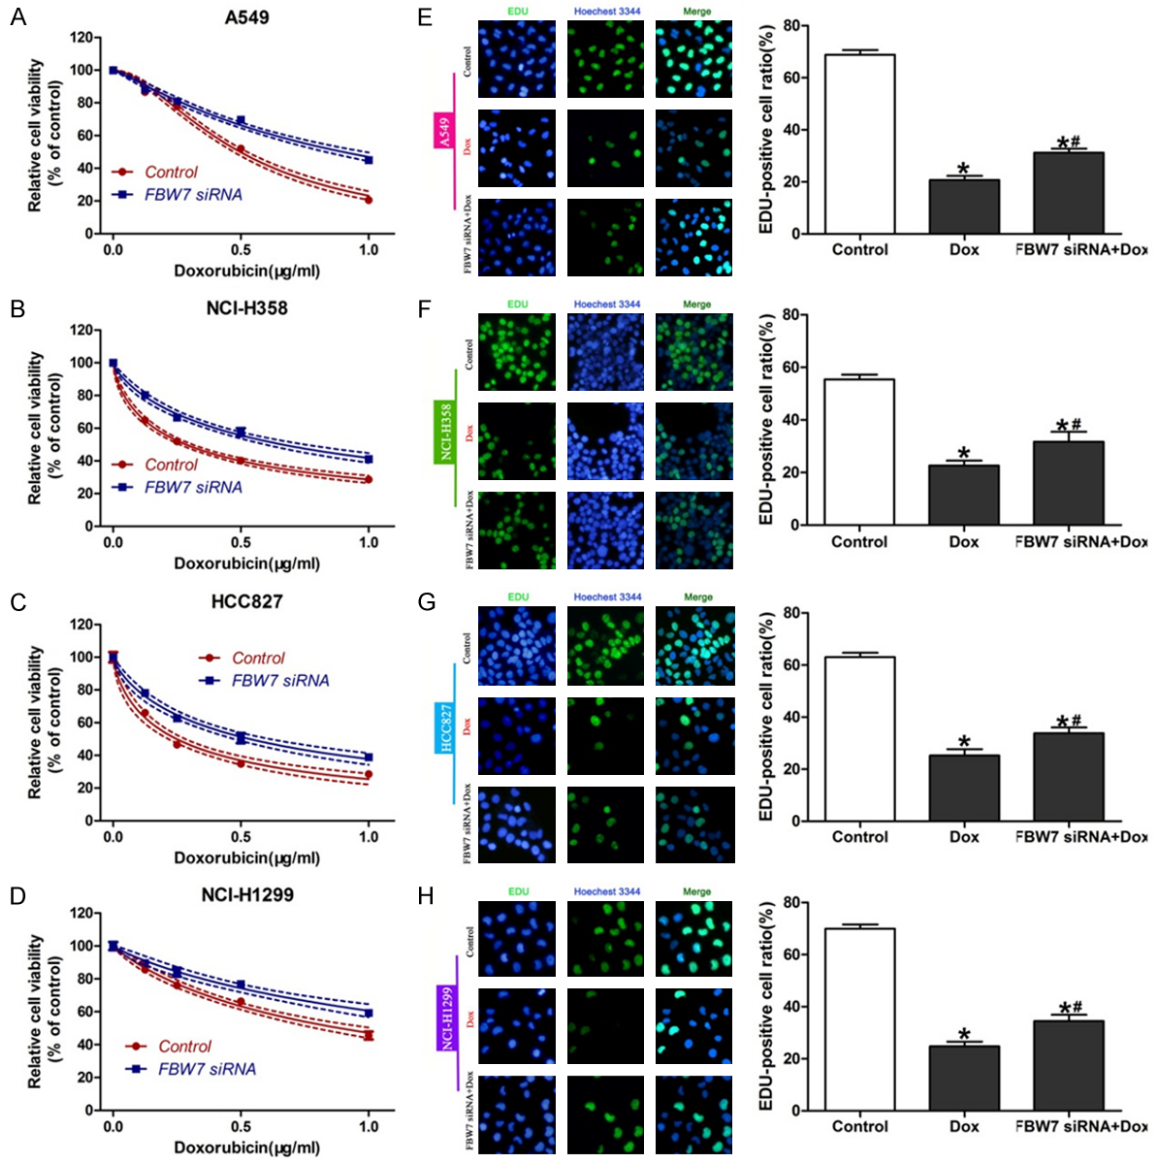 A
A549
Relative cell viability
(% of control)
120
100
80
60
40
20
0
Control
FBW7 siRNA
0.0
0.5
1.0
Doxorubicin(µg/ml)
E
EDU
Hoechest 3344
Merge
A549
Control
Dox
FBW7 siRNA+Dox
EDU-positive cell ratio(%)
80
60
40
20
0
*
*#
Control
Dox
FBW7 siRNA+Dox
B
NCI-H358
Relative cell viability
(% of control)
120
100
80
60
40
20
0
Control
FBW7 siRNA
0.0
0.5
1.0
Doxorubicin(µg/ml)
F
EDU
Hoechest 3344
Merge
NCI-H358
Control
Dox
FBW7 siRNA+Dox
EDU-positive cell ratio(%)
80
60
40
20
0
*
*#
Control
Dox
FBW7 siRNA+Dox
C
HCC827
Relative cell viability
(% of control)
120
100
80
60
40
20
0
Control
FBW7 siRNA
0.0
0.5
1.0
Doxorubicin(µg/ml)
G
EDU
Hoechest 3344
Merge
HCC827
Control
Dox
FBW7 siRNA+Dox
EDU-positive cell ratio(%)
80
60
40
20
0
*
*#
Control
Dox
FBW7 siRNA+Dox
D
NCI-H1299
Relative cell viability
(% of control)
120
100
80
60
40
20
0
Control
FBW7 siRNA
0.0
0.5
1.0
Doxorubicin(µg/ml)
H
EDU
Hoechest 3344
Merge
NCI-H1299
Control
Dox
FBW7 siRNA+Dox
EDU-positive cell ratio(%)
80
60
40
20
0
*
*#
Control
Dox
FBW7 siRNA+Dox